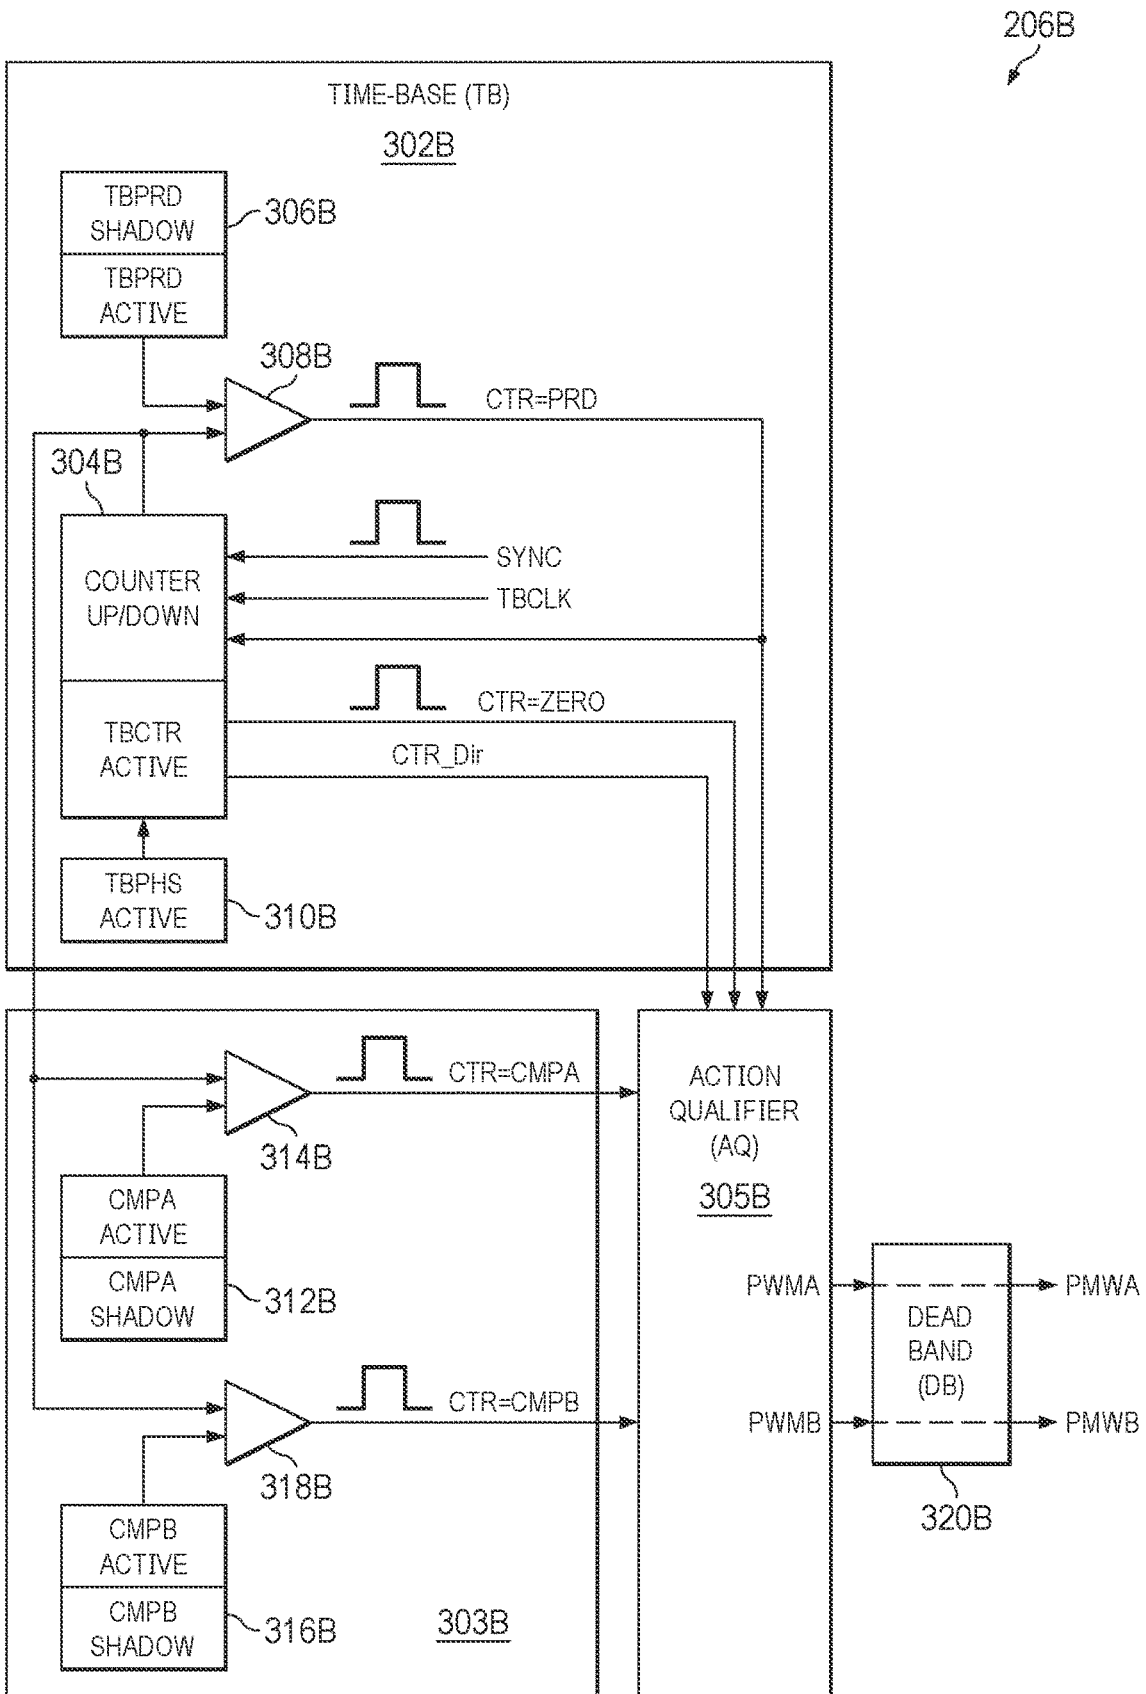 206B
TIME-BASE (TB)
302B
TBPRD
SHADOW
306B
TBPRD
ACTIVE
308B
CTR=PRD
304B
COUNTER
UP/DOWN
SYNC
TBCLK
CTR=ZERO
TBCTR
ACTIVE
CTR_Dir
TBPHS
ACTIVE
310B
CTR=CMPA
314B
ACTION
QUALIFIER
(AQ)
305B
CMPA
ACTIVE
CMPA
SHADOW
312B
PWMA
PMWA
DEAD
BAND
(DB)
CTR=CMPB
318B
PWMB
PMWB
320B
CMPB
ACTIVE
CMPB
SHADOW
316B
303B